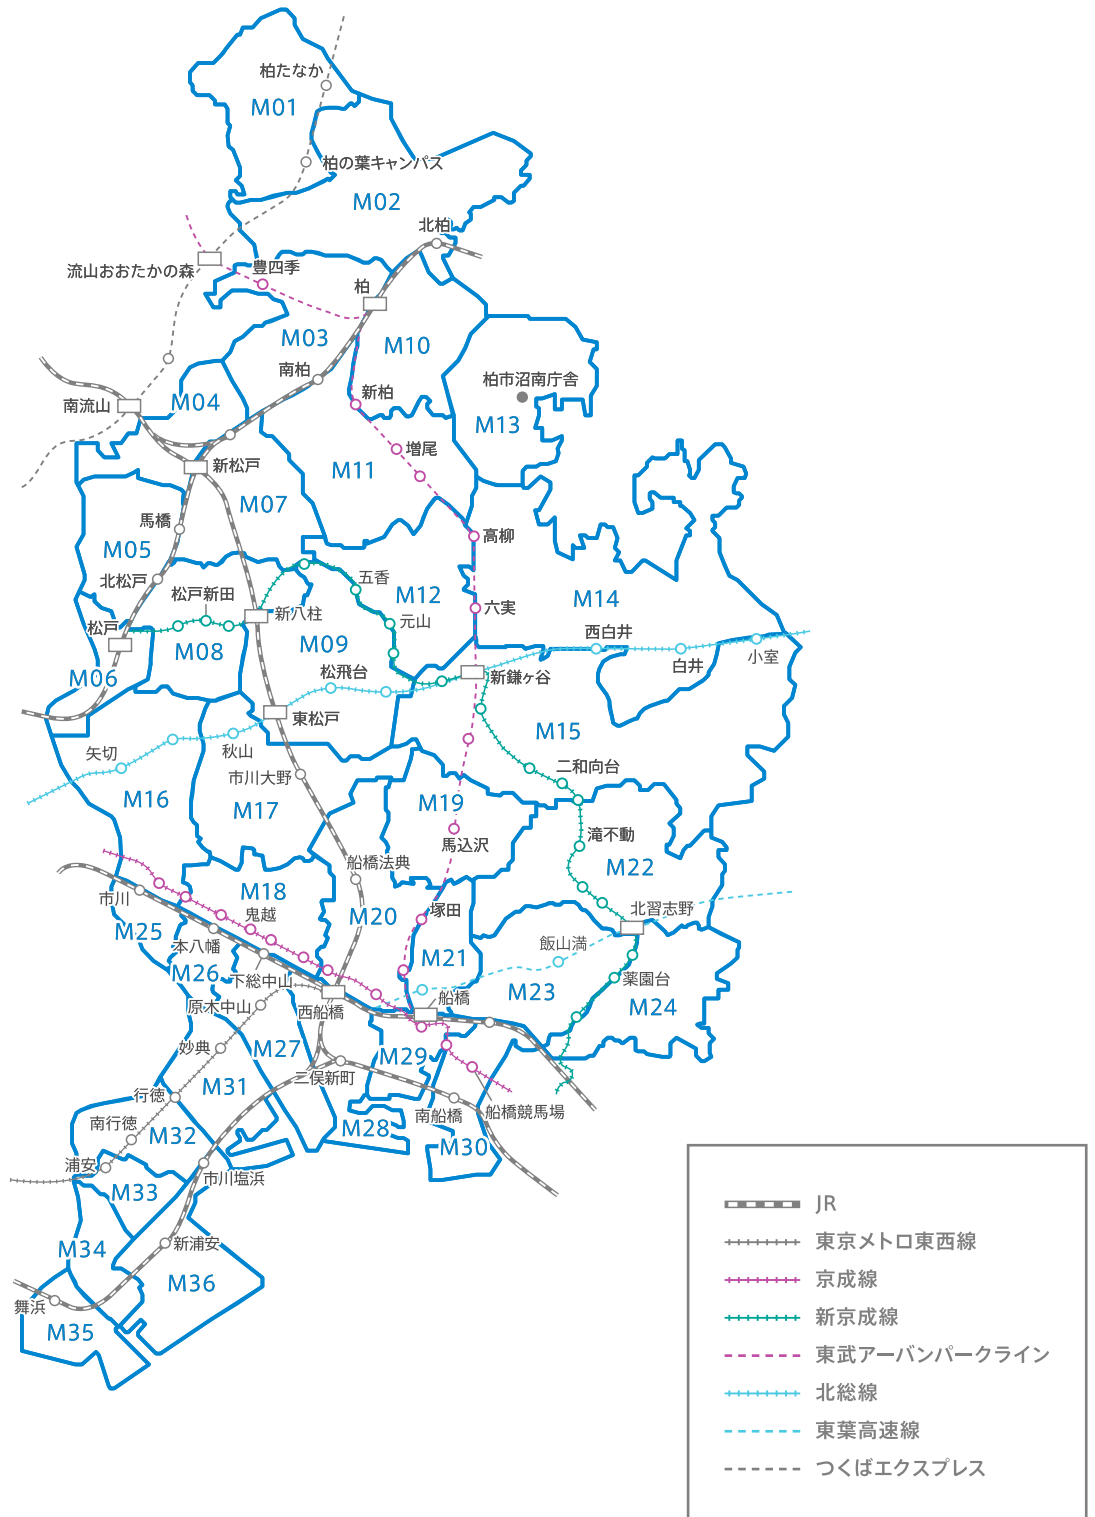 柏たなか
M01
柏の葉キャンパス
M02
北柏
流山おおたかの森
豊四季
柏
M03
M10
南柏
新柏
柏市沼南庁舎
南流山
M04
M13
増尾
新松戸
M11
M07
馬橋
高柳
M05
北松戸
五香
松戸新田
M12
六実
M14
新八柱
元山
松戸
西白井
M08
M09
白井
小室
松飛台
M06
新鎌ヶ谷
東松戸
M15
矢切
秋山
二和向台
市川大野
M16
M17
M19
滝不動
馬込沢
船橋法典
M22
市川
M18
鬼越
M20
塚田
北習志野
M25
本八幡
飯山満
M21
M26
下総中山
薬園台
原木中山
西船橋
船橋
M23
M24
妙典
M27
M29
二俣新町
M31
行徳
南行徳
M32
南船橋
船橋競馬場
M28
M30
浦安
M33
市川塩浜
M34
新浦安
M36
舞浜
M35
JR
東京メトロ東西線
京成線
新京成線
東武アーバンパークライン
北総線
東葉高速線
つくばエクスプレス